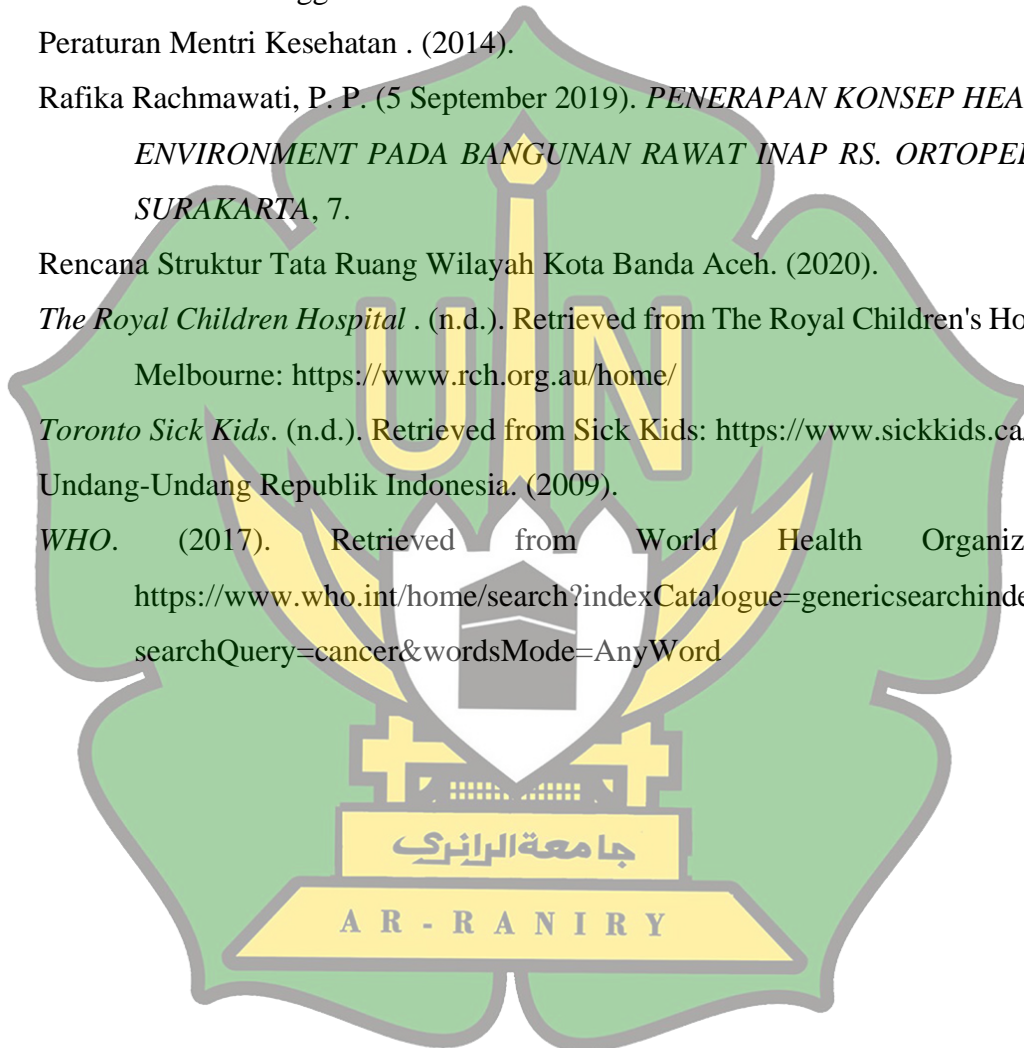 Peraturan Mentri Kesehatan . (2014).
Rafika Rachmawati, P. P. (5 September 2019). PENERAPAN KONSEP HEA
ENVIRONMENT PADA BANGUNAN RAWAT INAP RS. ORTOPE
SURAKARTA, 7.
Rencana Struktur Tata Ruang Wilayah Kota Banda Aceh. (2020).
The Royal Children Hospital . (n.d.). Retrieved from The Royal Children's Ho
Melbourne: https://www.rch.org.au/home/
Toronto Sick Kids. (n.d.). Retrieved from Sick Kids: https://www.sickkids.ca
Undang-Undang Republik Indonesia. (2009).
WHO. (2017). Retrieved from World Health Organiz
https://www.who.int/home/search?indexCatalogue=genericsearchinde
searchQuery=cancer&wordsMode=AnyWord
UIN
جامعة الرانري
AR-RANIRY